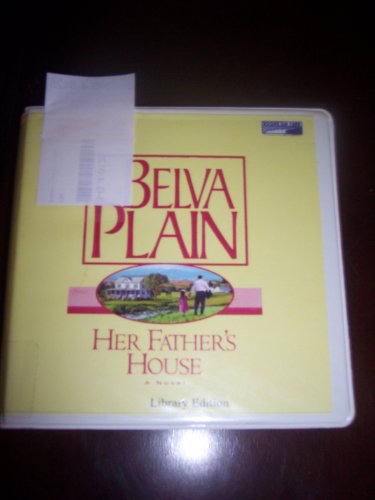 BELVA
PLAIN
HER FATHER'S
HOUSE
A Novel
Library Edition